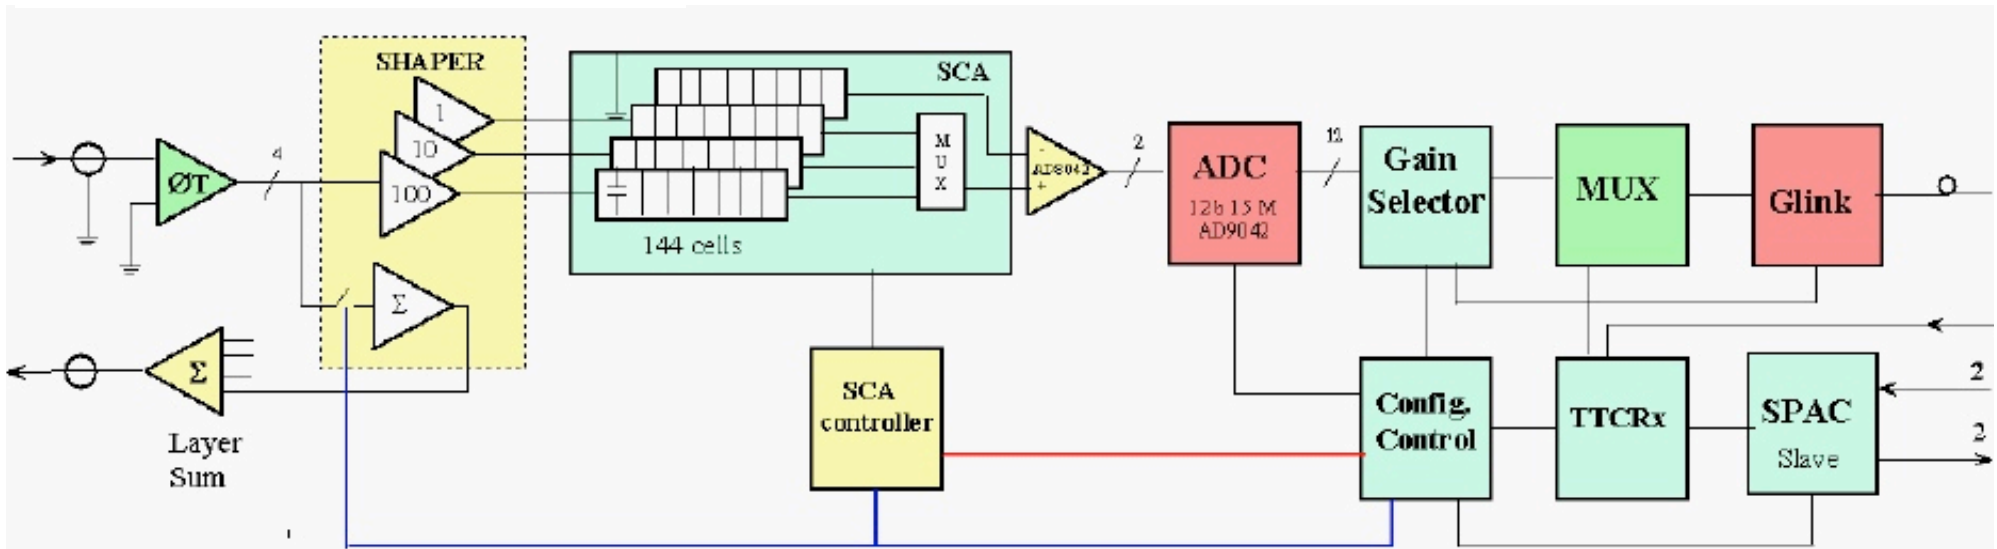 SHAPER
1
10
100
ØT
4
Σ
Σ
Layer
Sum
SCA
M
U
X
144 cells
-
AD8042
+
2
ADC
12b 15 M
AD9042
12
Gain
Selector
MUX
Glink
SCA
controller
Config.
Control
TTCRx
SPAC
Slave
2
2